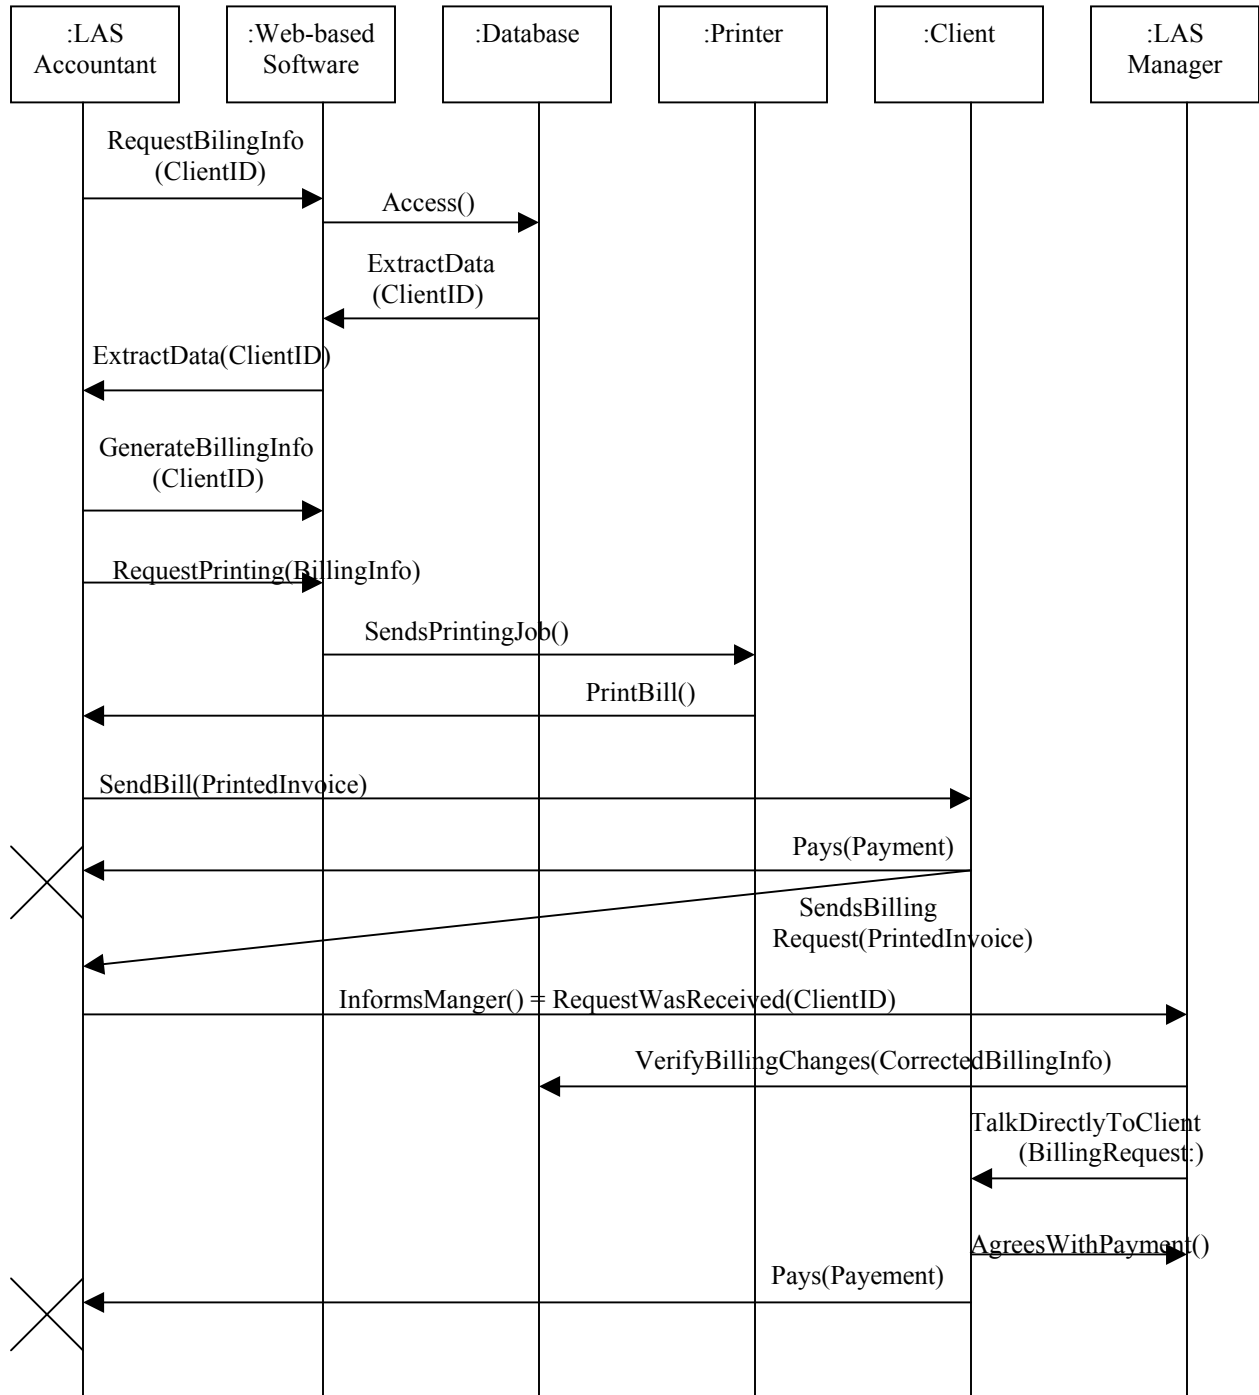 :LAS
Accountant
:Web-based
Software
:Database
:Printer
:Client
:LAS
Manager
RequestBilingInfo
(ClientID)
Access()
ExtractData
(ClientID)
ExtractData(ClientID)
GenerateBillingInfo
(ClientID)
RequestPrinting(BillingInfo)
SendsPrintingJob()
PrintBill()
SendBill(PrintedInvoice)
Pays(Payment)
SendsBilling
Request(PrintedInvoice)
InformsManger() = RequestWasReceived(ClientID)
VerifyBillingChanges(CorrectedBillingInfo)
TalkDirectlyToClient
(BillingRequest:)
AgreesWithPayment()
Pays(Payement)